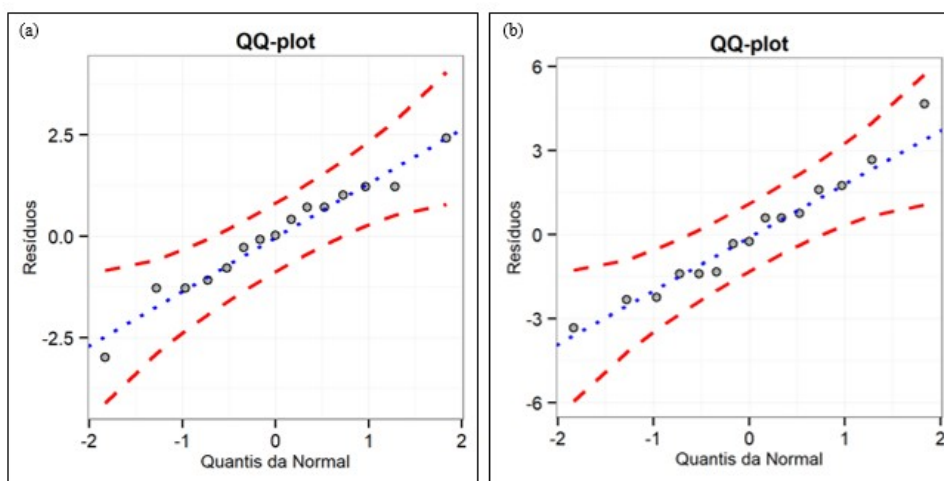 (a)
QQ-plot
2.5
0.0
-2.5
Resíduos
-2 -1 0 1 2
Quantis da Normal
(b)
QQ-plot
6
3
0
-3
-6
Resíduos
-2 -1 0 1 2
Quantis da Normal